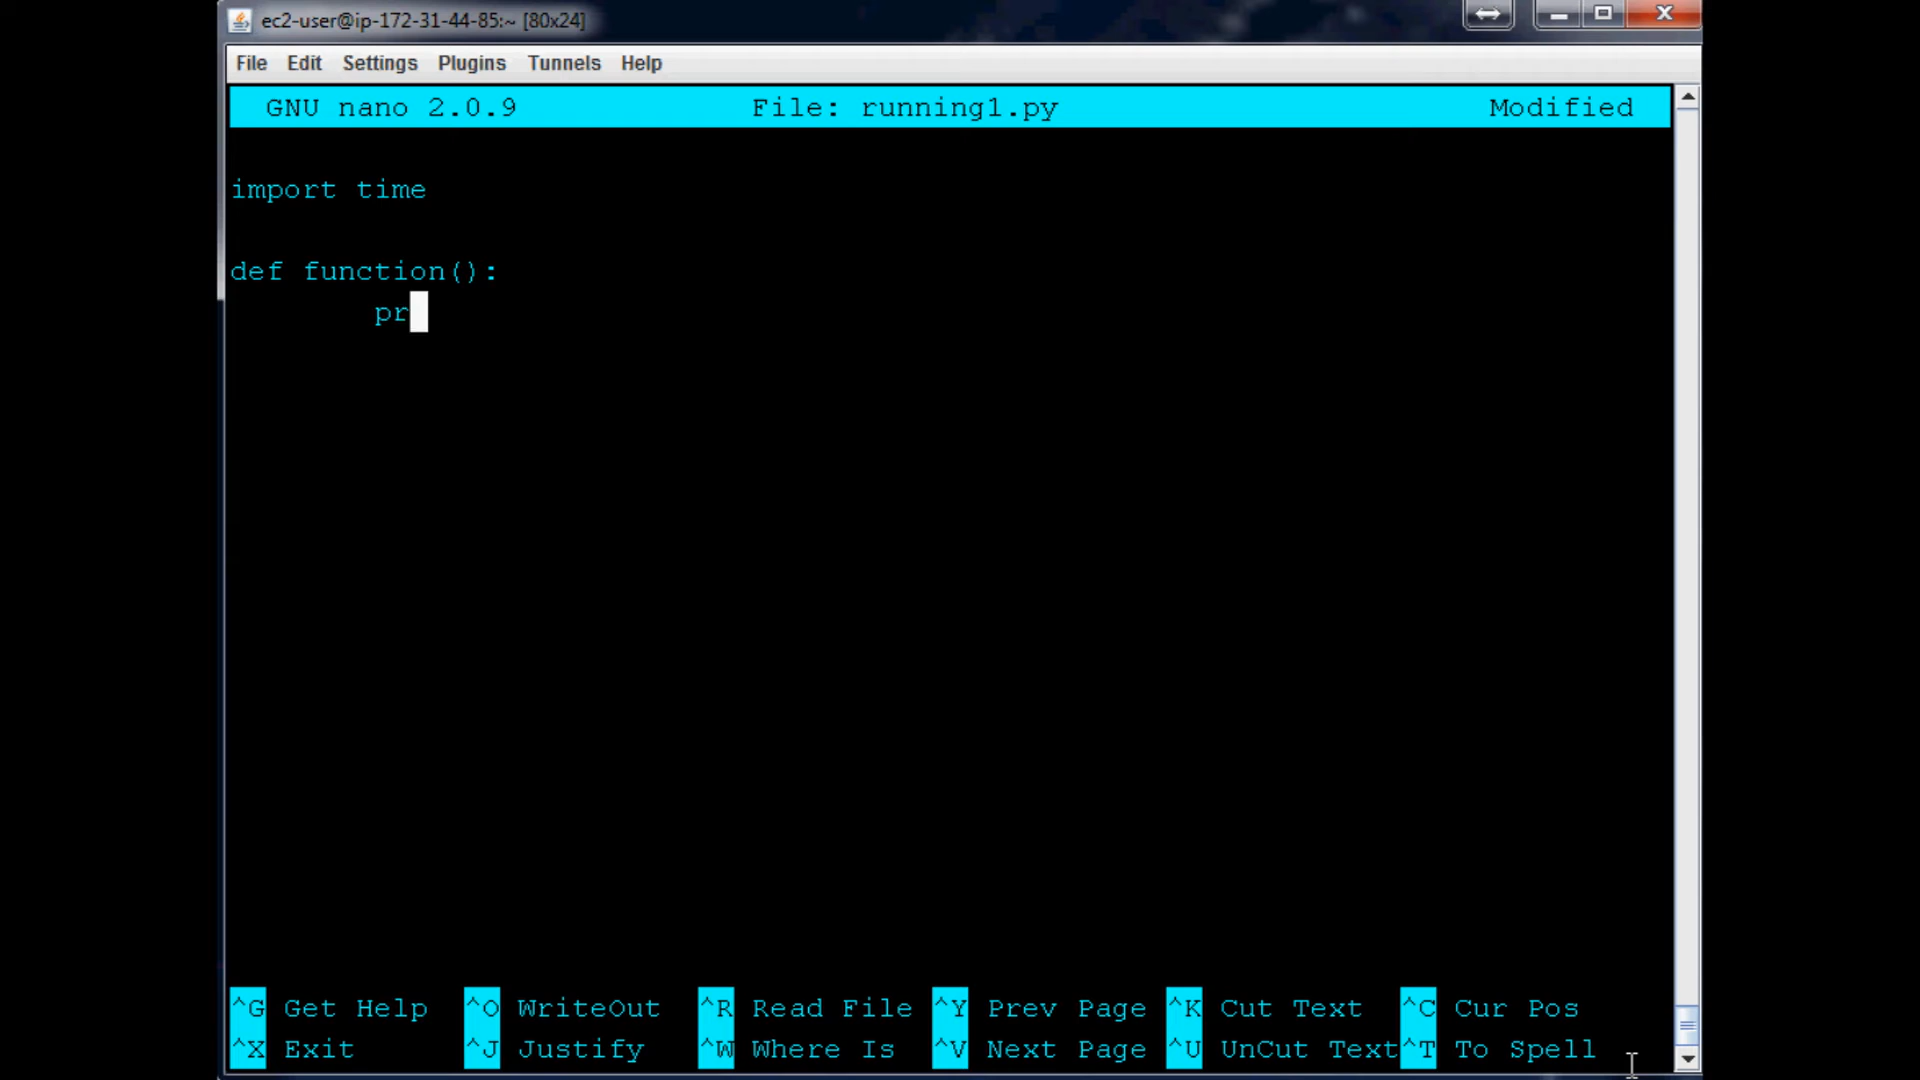 ec2-user@ip-172-31-44-85:~ [80x24]
File Edit Settings Plugins Tunnels Help
GNU nano 2.0.9 File: running1.py Modified
import time
def function():
pr
^G Get Help ^O WriteOut ^R Read File ^Y Prev Page ^K Cut Text ^C Cur Pos
^X Exit ^J Justify ^W Where Is ^V Next Page ^U UnCut Text ^T To Spell